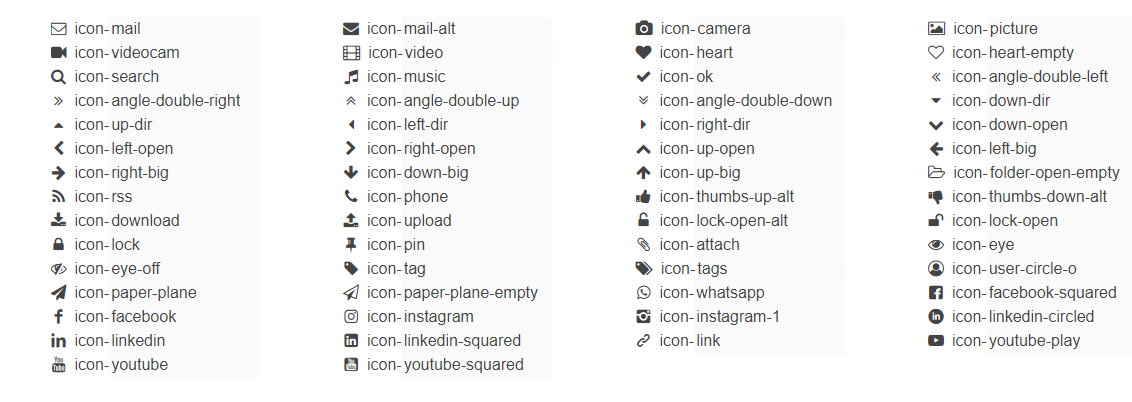 icon-mail icon-mail-alt icon-camera icon-picture
icon-videocam icon-video icon-heart icon-heart-empty
icon-search icon-music icon-ok icon-angle-double-left
icon-angle-double-right icon-angle-double-up icon-angle-double-down icon-down-dir
icon-up-dir icon-left-dir icon-right-dir icon-down-open
icon-left-open icon-right-open icon-up-open icon-left-big
icon-right-big icon-down-big icon-up-big icon-folder-open-empty
icon-rss icon-phone icon-thumbs-up-alt icon-thumbs-down-alt
icon-download icon-upload icon-lock-open-alt icon-lock-open
icon-lock icon-pin icon-attach icon-eye
icon-eye-off icon-tag icon-tags icon-user-circle-o
icon-paper-plane icon-paper-plane-empty icon-whatsapp icon-facebook-squared
icon-facebook icon-instagram icon-instagram-1 icon-linkedin-circled
icon-linkedin icon-linkedin-squared icon-link icon-youtube-play
icon-youtube icon-youtube-squared